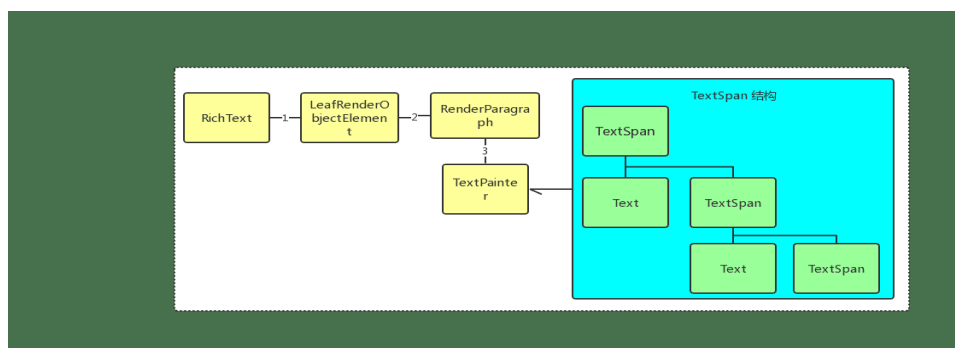 RichText
1
LeafRenderO
bjectElemen
t
2
RenderParagra
ph
3
TextPainte
r
TextSpan 结构
TextSpan
Text
TextSpan
Text
TextSpan